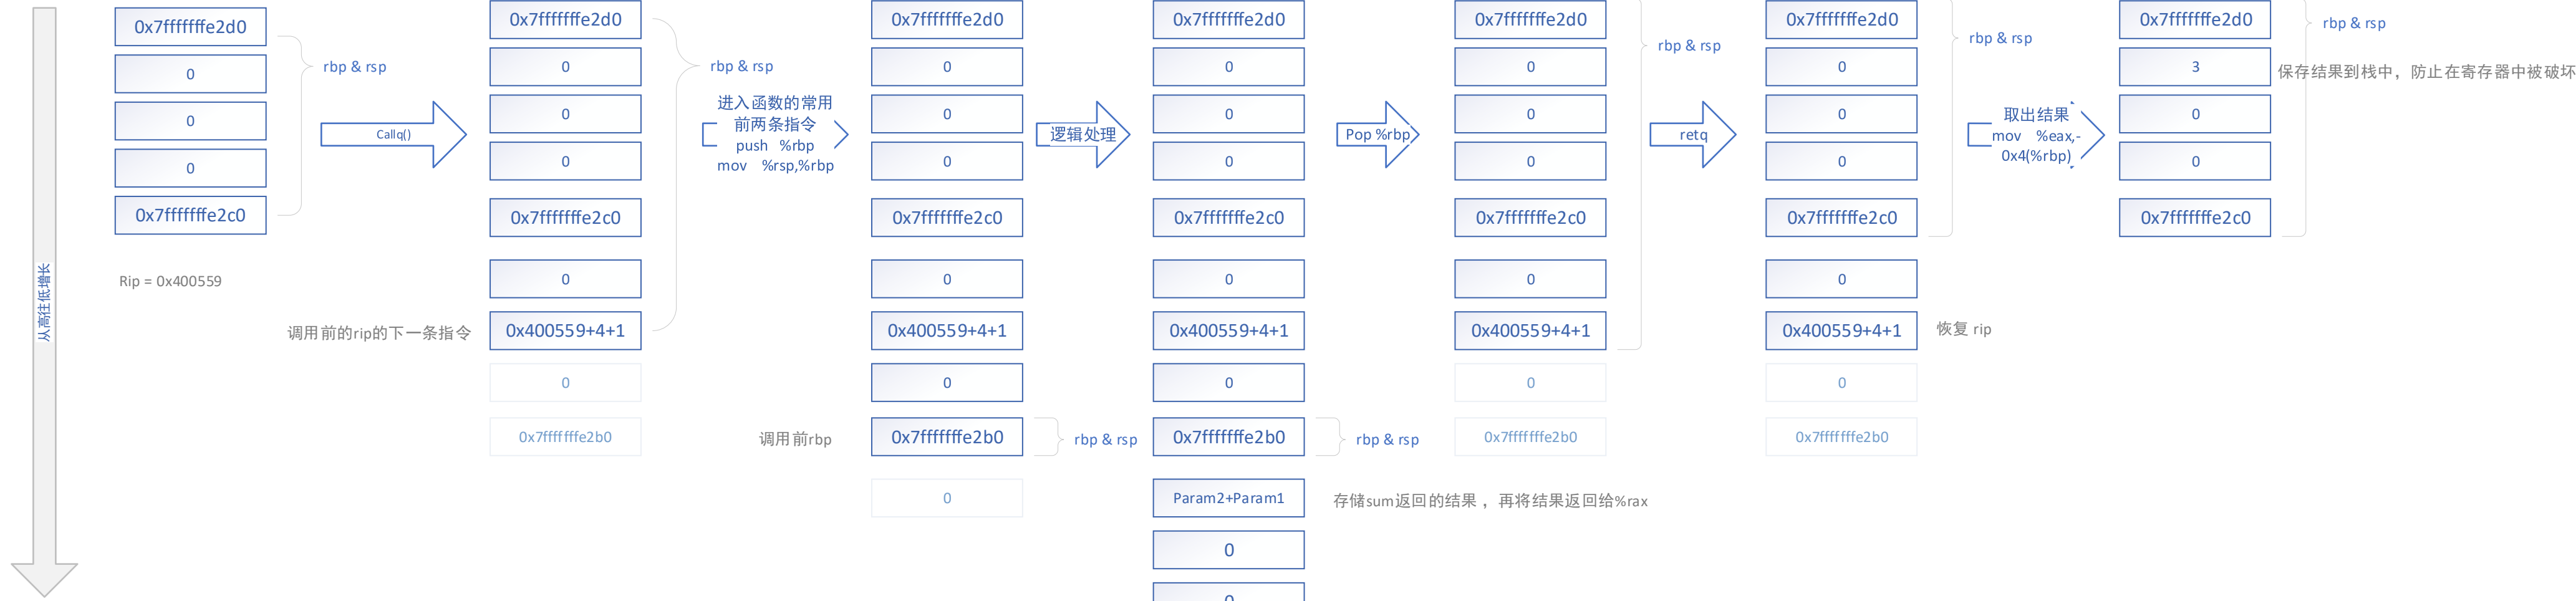 从高往低增长
0x7fffffffe2d0
0
0
0
0x7fffffffe2c0
rbp & rsp
Rip = 0x400559
Callq()
0x7fffffffe2d0
0
0
0
0x7fffffffe2c0
0
调用前的rip的下一条指令
0x400559+4+1
0
0x7fffffffe2b0
rbp & rsp
进入函数的常用
前两条指令
push %rbp
mov %rsp,%rbp
0x7fffffffe2d0
0
0
0
0x7fffffffe2c0
0
0x400559+4+1
0
调用前rbp
0x7fffffffe2b0
rbp & rsp
0
逻辑处理
0x7fffffffe2d0
0
0
0
0x7fffffffe2c0
0
0x400559+4+1
0
0x7fffffffe2b0
rbp & rsp
Param2+Param1
存储sum返回的结果 ，再将结果返回给%rax
0
0
Pop %rbp
0x7fffffffe2d0
0
0
0
0x7fffffffe2c0
0
0x400559+4+1
0
0x7fffffffe2b0
rbp & rsp
retq
0x7fffffffe2d0
0
0
0
0x7fffffffe2c0
0
0x400559+4+1
恢复 rip
0
0x7fffffffe2b0
rbp & rsp
取出结果
mov %eax,-
0x4(%rbp)
0x7fffffffe2d0
3
0
0
0x7fffffffe2c0
rbp & rsp
保存结果到栈中，防止在寄存器中被破坏